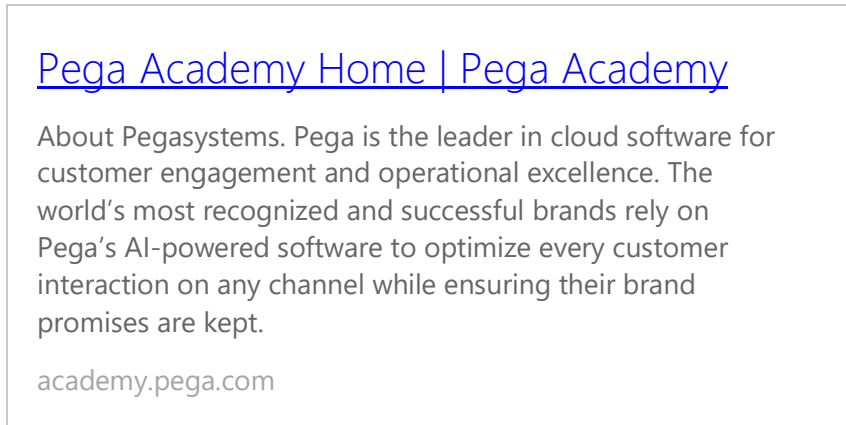 Pega Academy Home | Pega Academy
About Pegasystems. Pega is the leader in cloud software for
customer engagement and operational excellence. The
world’s most recognized and successful brands rely on
Pega’s AI-powered software to optimize every customer
interaction on any channel while ensuring their brand
promises are kept.
academy.pega.com